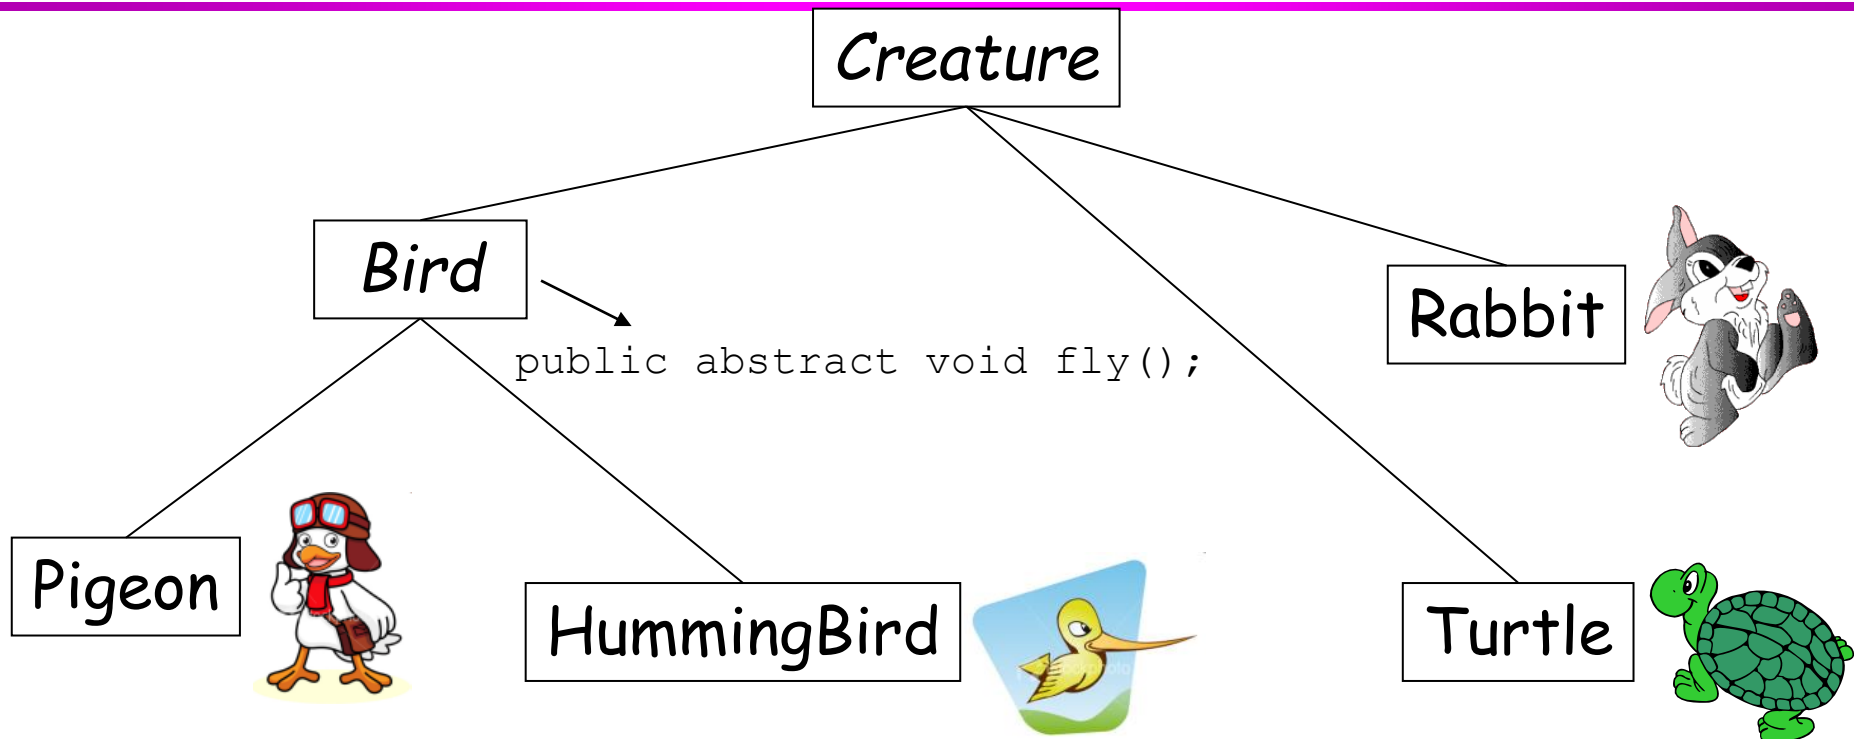 Creature
Bird
Rabbit
public abstract void fly();
Pigeon
HummingBird
Turtle